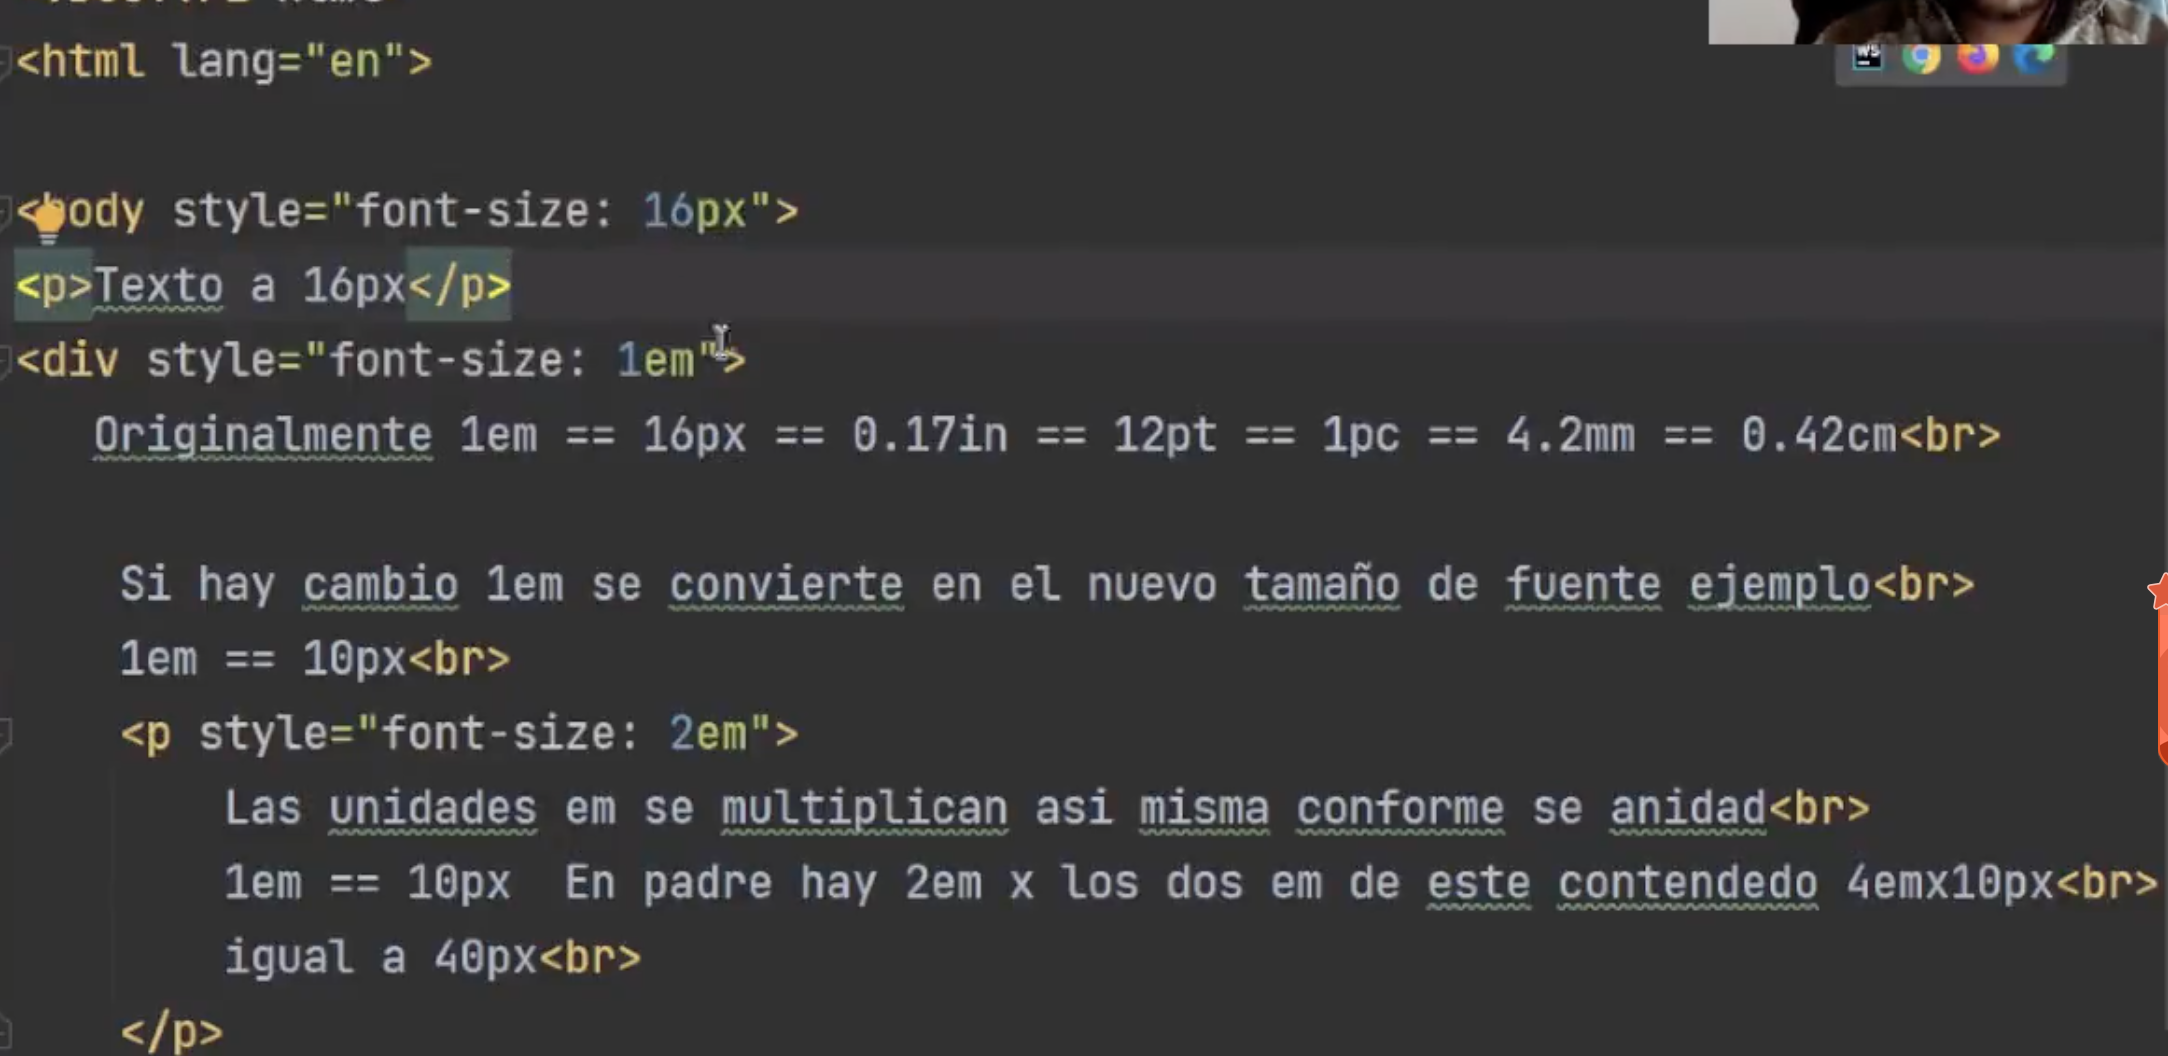 <html lang="en">
<body style="font-size: 16px">
<p>Texto a 16px</p>
<div style="font-size: 1em">
Originalmente 1em == 16px == 0.17in == 12pt == 1pc == 4.2mm == 0.42cm<br>
Si hay cambio 1em se convierte en el nuevo tamaño de fuente ejemplo<br>
1em == 10px<br>
<p style="font-size: 2em">
Las unidades em se multiplican asi misma conforme se anidad<br>
1em == 10px  En padre hay 2em x los dos em de este contendedo 4emx10px<br>
igual a 40px<br>
</p>